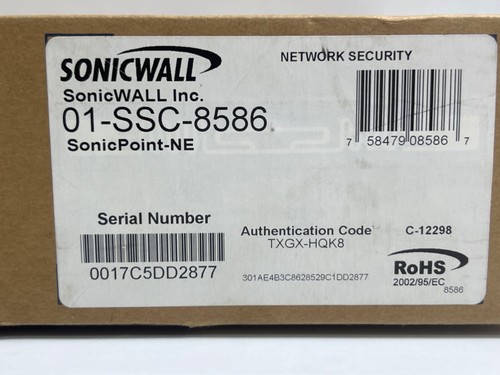 SONICWALL
NETWORK SECURITY
SonicWALL Inc.
01-SSC-8586
SonicPoint-NE
7 58479 08586 7
Serial Number
0017C5DD2877
Authentication Code
TXGX-HQK8
C-12298
301AE4B3C8628529C1DD2877
RoHS
2002/95/EC
8586